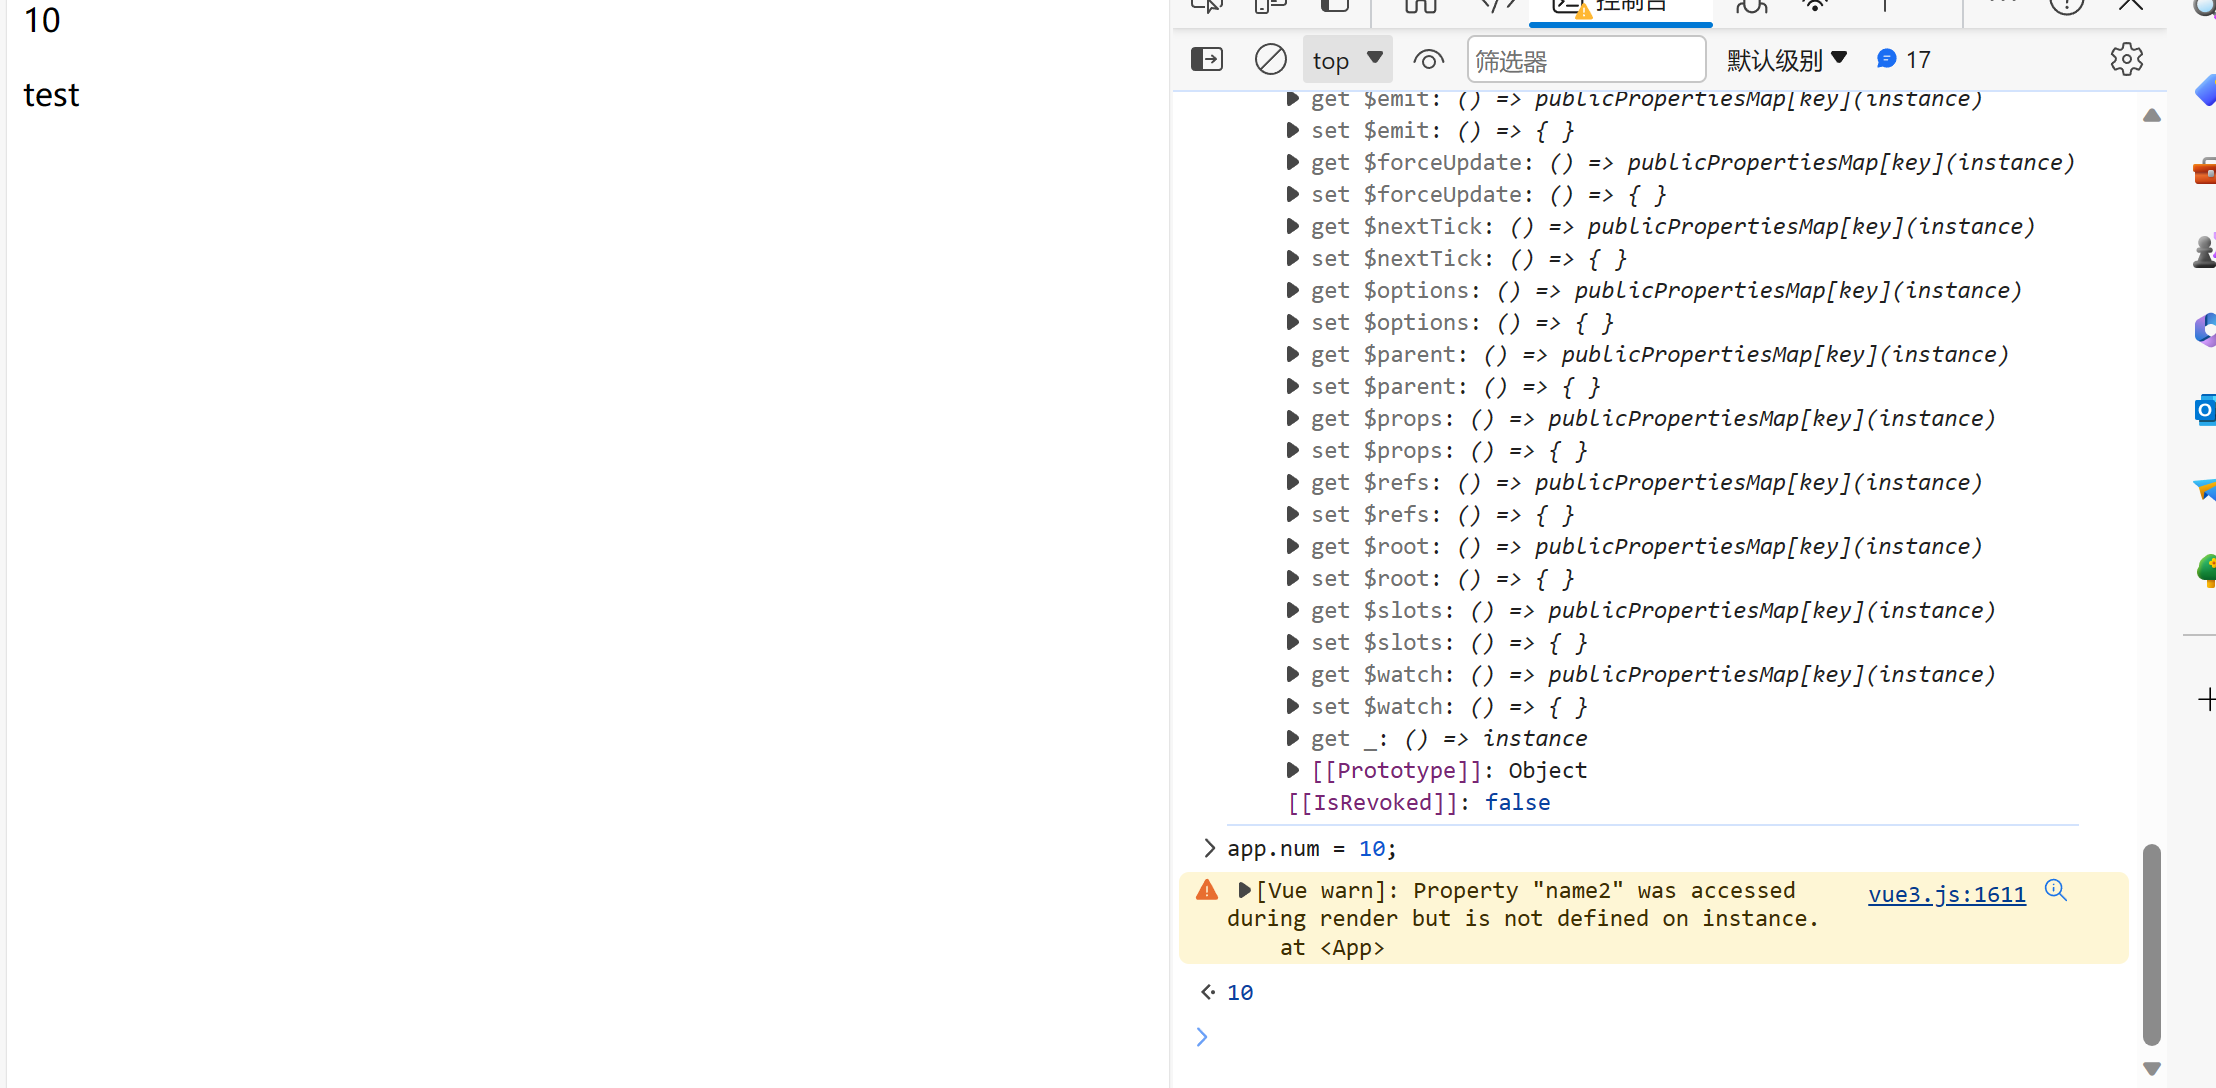 10
test
控制台
top
筛选器
默认级别
17
get $emit: () => publicPropertiesMap[key](instance)
set $emit: () => { }
get $forceUpdate: () => publicPropertiesMap[key](instance)
set $forceUpdate: () => { }
get $nextTick: () => publicPropertiesMap[key](instance)
set $nextTick: () => { }
get $options: () => publicPropertiesMap[key](instance)
set $options: () => { }
get $parent: () => publicPropertiesMap[key](instance)
set $parent: () => { }
get $props: () => publicPropertiesMap[key](instance)
set $props: () => { }
get $refs: () => publicPropertiesMap[key](instance)
set $refs: () => { }
get $root: () => publicPropertiesMap[key](instance)
set $root: () => { }
get $slots: () => publicPropertiesMap[key](instance)
set $slots: () => { }
get $watch: () => publicPropertiesMap[key](instance)
set $watch: () => { }
get _: () => instance
[[Prototype]]: Object
[[IsRevoked]]: false
app.num = 10;
[Vue warn]: Property "name2" was accessed vue3.js:1611
during render but is not defined on instance.
at <App>
10